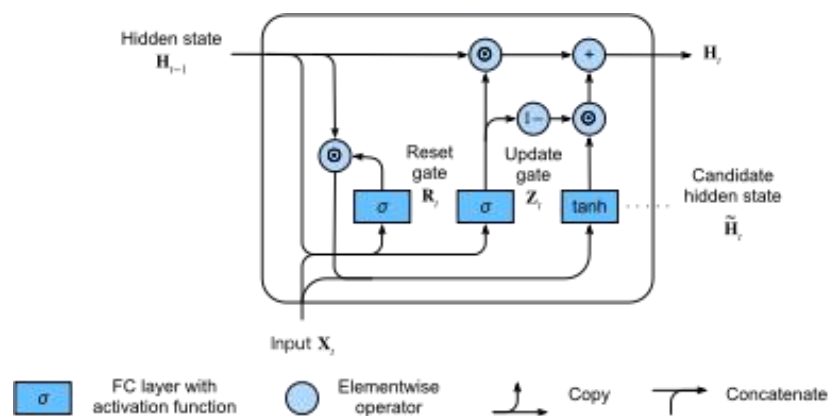 Hidden state
H_{t-1}
H_t
1-
+
Reset
gate
R_t
Update
gate
Z_t
Candidate
hidden state
H̃_t
σ
σ
tanh
Input X_t
σ
FC layer with
activation function
Elementwise
operator
Copy
Concatenate